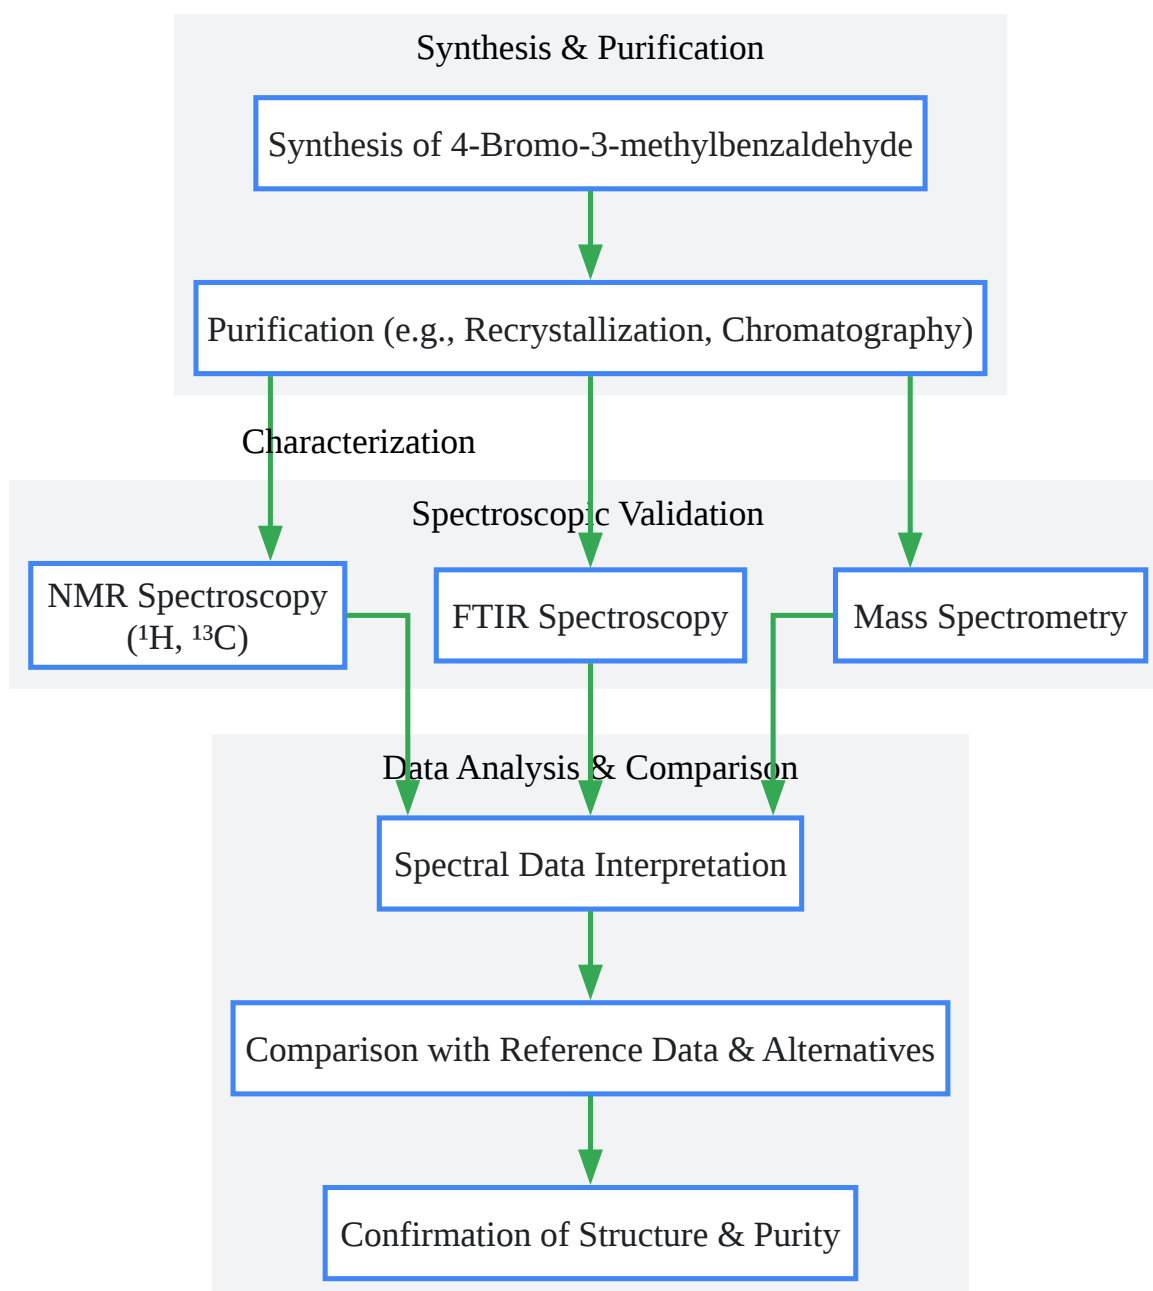 Synthesis & Purification
Synthesis of 4-Bromo-3-methylbenzaldehyde
Purification (e.g., Recrystallization, Chromatography)
Characterization
Spectroscopic Validation
NMR Spectroscopy
(¹H, ¹³C)
FTIR Spectroscopy
Mass Spectrometry
Data Analysis & Comparison
Spectral Data Interpretation
Comparison with Reference Data & Alternatives
Confirmation of Structure & Purity